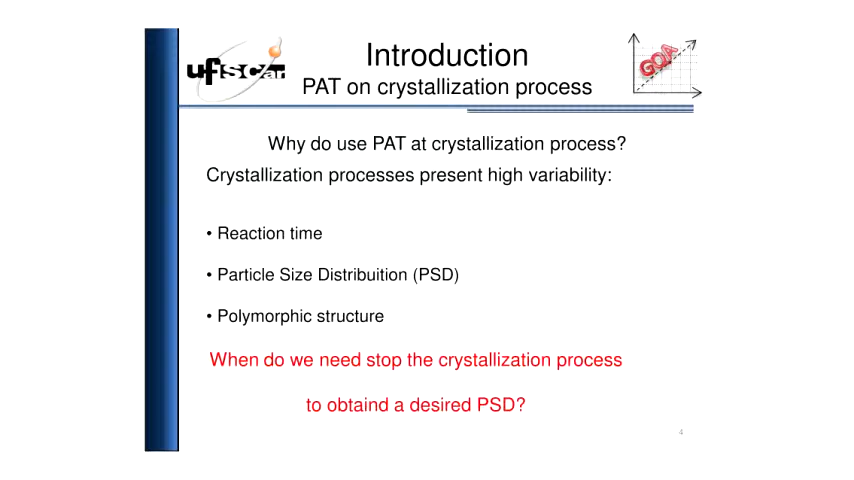 ufscar
Introduction
GOA
PAT on crystallization process
Why do use PAT at crystallization process?
Crystallization processes present high variability:
• Reaction time
• Particle Size Distribuition (PSD)
• Polymorphic structure
When do we need stop the crystallization process
to obtaind a desired PSD?
4